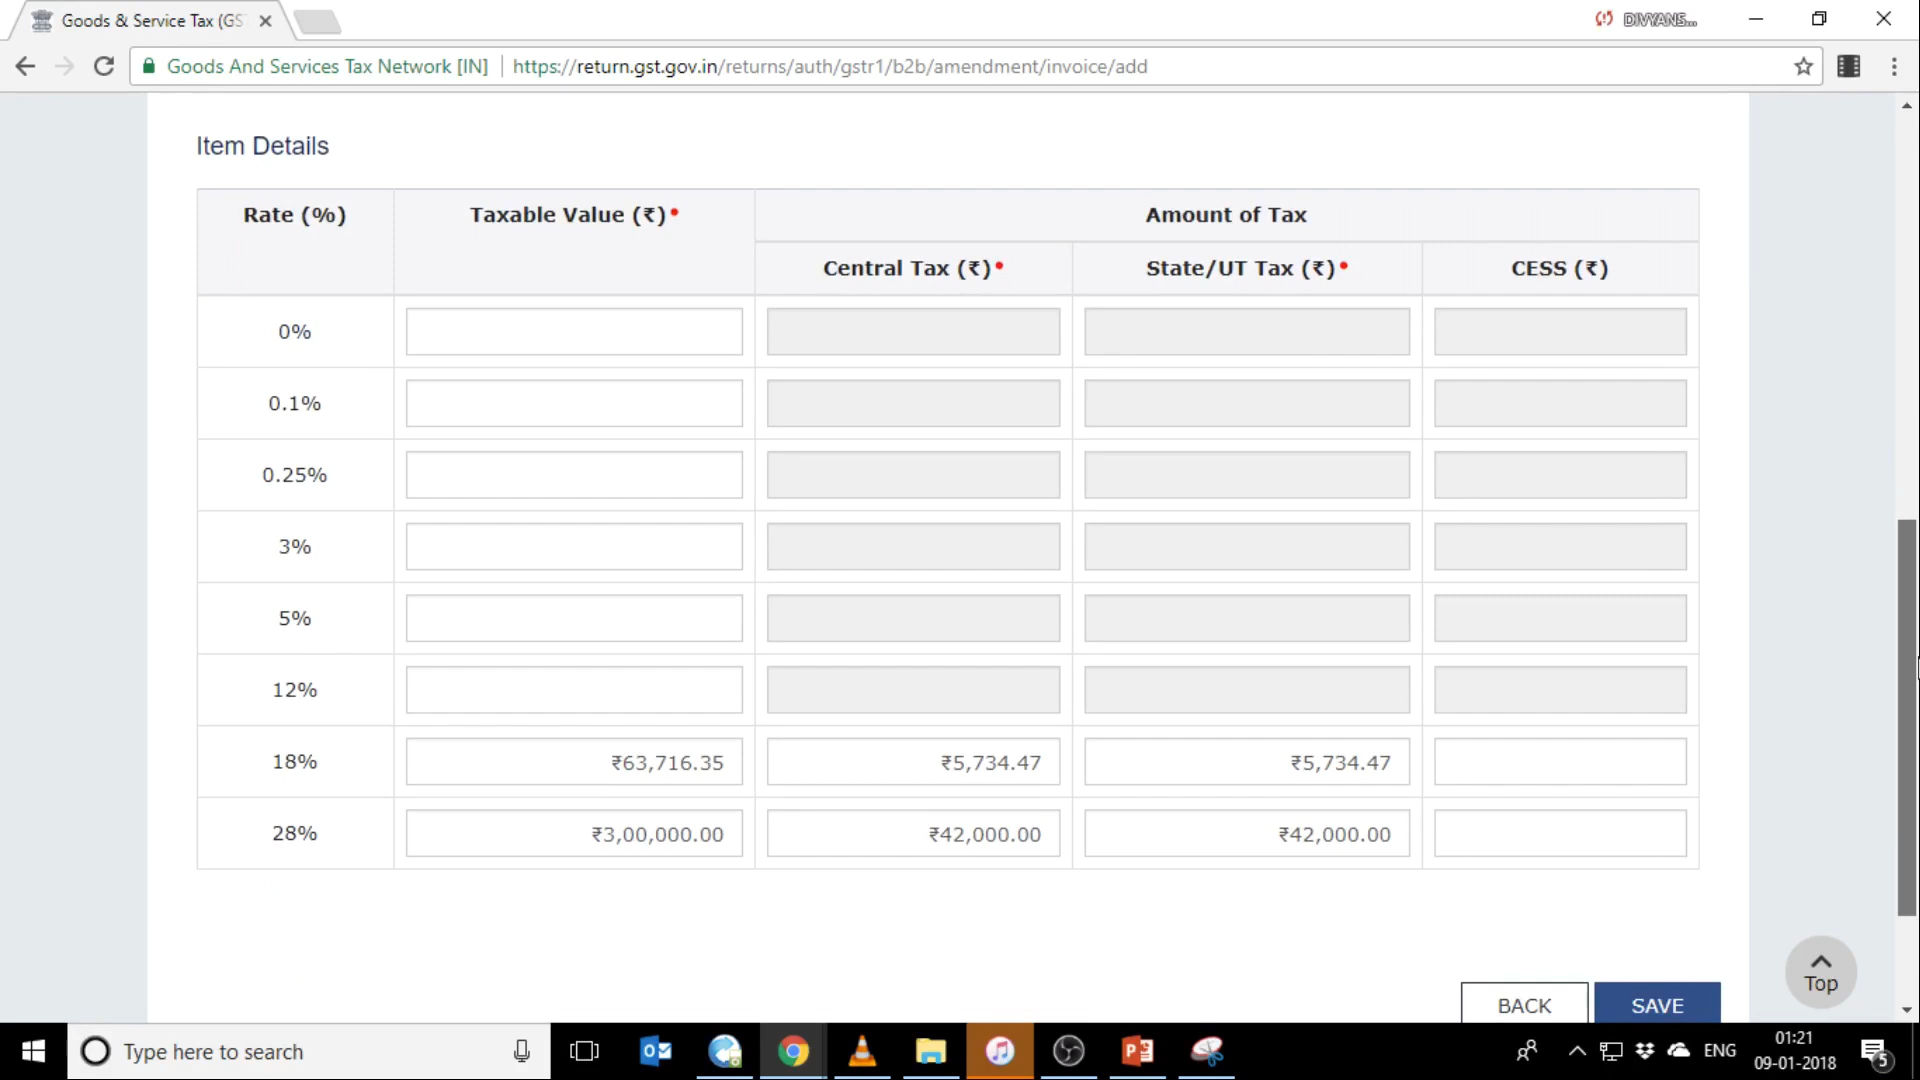 Goods & Service Tax (GS
DIVYANS...
Goods And Services Tax Network [IN] https://return.gst.gov.in/returns/auth/gstr1/b2b/amendment/invoice/add
Item Details
Rate (%) Taxable Value (₹)• Amount of Tax
Central Tax (₹)• State/UT Tax (₹)• CESS (₹)
0%
0.1%
0.25%
3%
5%
12%
18% ₹63,716.35 ₹5,734.47 ₹5,734.47
28% ₹3,00,000.00 ₹42,000.00 ₹42,000.00
Top
BACK SAVE
Type here to search
ENG
01:21
09-01-2018
5